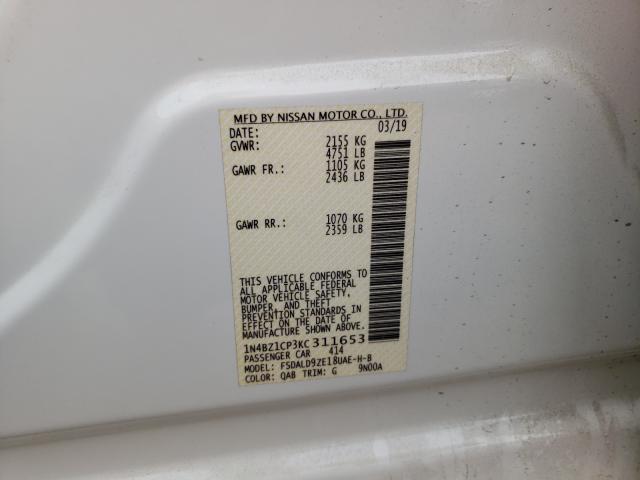 MFD BY NISSAN MOTOR CO., LTD.
DATE: 03/19
GVWR: 2155 KG
4751 LB
GAWR FR.: 1105 KG
2436 LB
GAWR RR.: 1070 KG
2359 LB
THIS VEHICLE CONFORMS TO
ALL APPLICABLE FEDERAL
MOTOR VEHICLE SAFETY,
BUMPER, AND THEFT
PREVENTION STANDARDS IN
EFFECT ON THE DATE OF
MANUFACTURE SHOWN ABOVE.
1N4BZ1CP3KC311653
PASSENGER CAR 414
MODEL: FSDALD9ZE18UAE-H-B
COLOR: QAB TRIM: G 9N00A